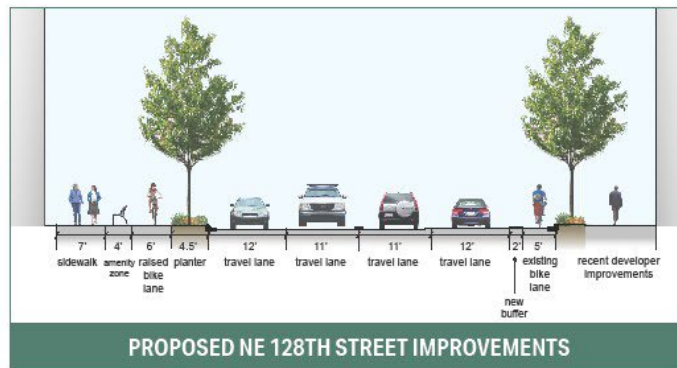 7' 4' 6' 4.5' 12' 11' 11' 12' 2' 5'
sidewalk
amenity
zone
raised
bike
lane
planter
travel lane
travel lane
travel lane
travel lane
new
buffer
existing
bike
lane
recent developer
improvements
PROPOSED NE 128TH STREET IMPROVEMENTS